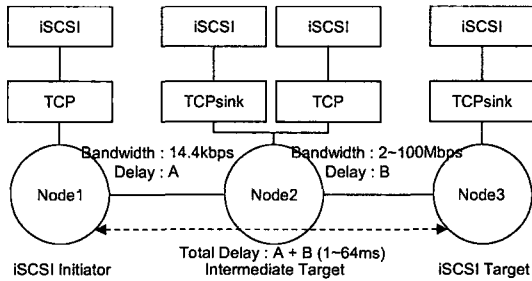 iSCSI iSCSI iSCSI iSCSI
TCP TCPsink TCP TCPsink
Bandwidth : 14.4kbps Bandwidth : 2~100Mbps
Delay : A Delay : B
Node1 Node2 Node3
Total Delay : A + B (1~64ms)
iSCSI Initiator Intermediate Target iSCSI Target